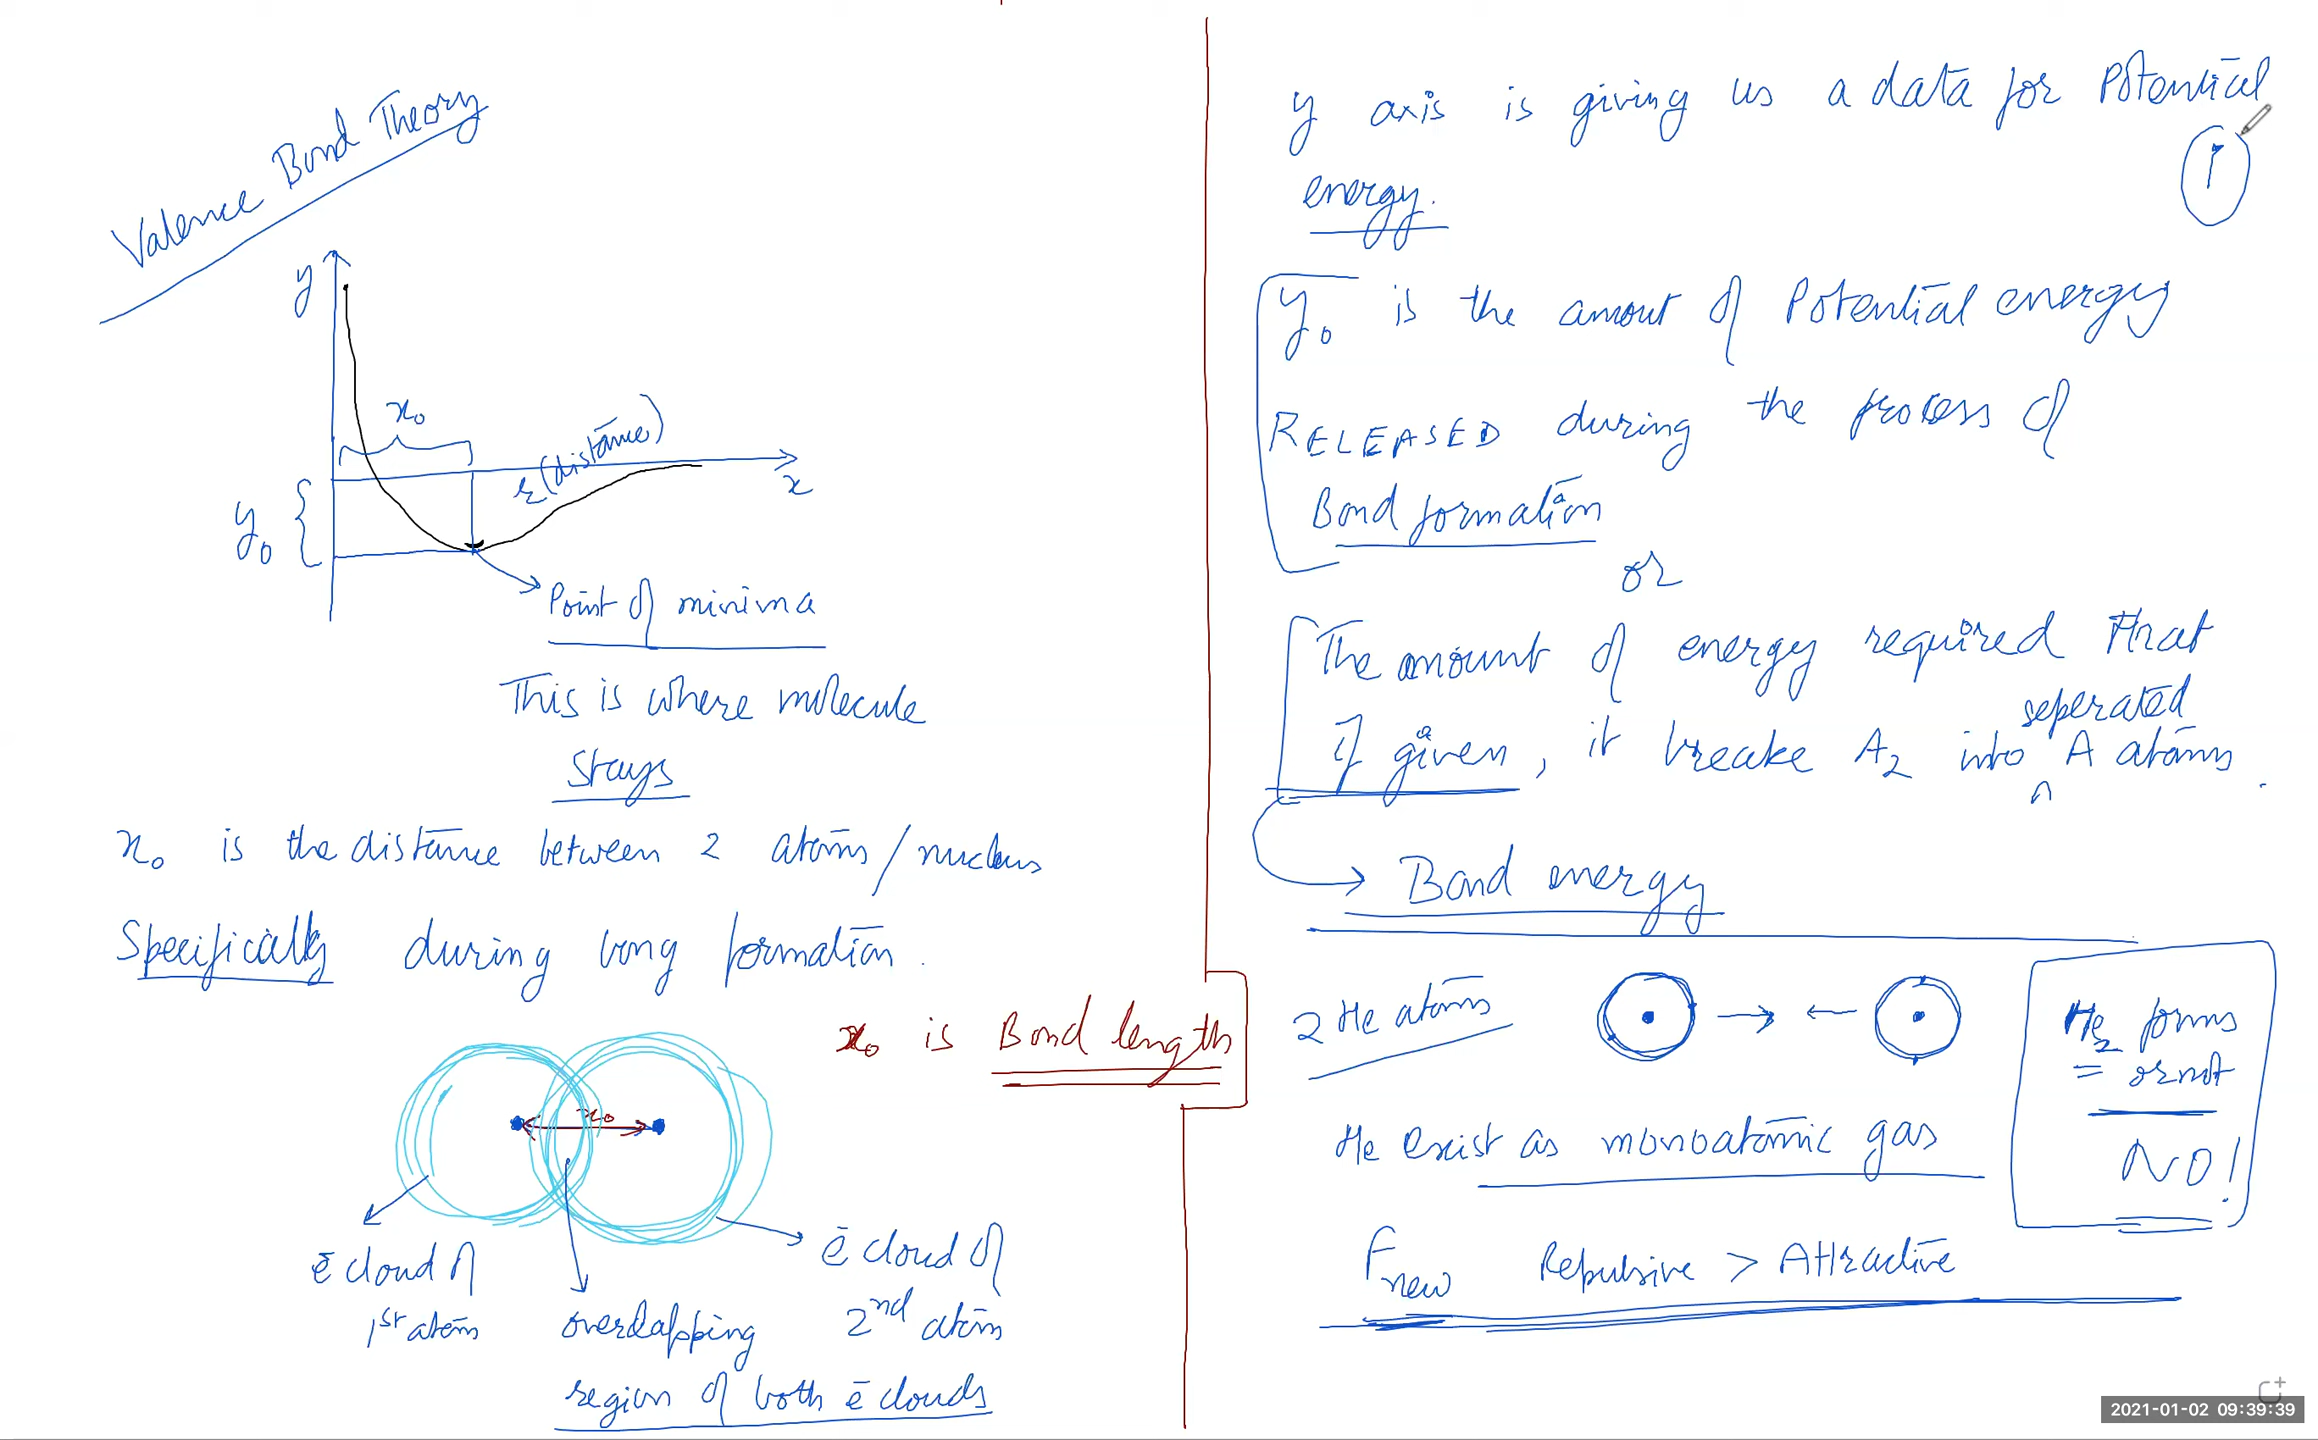 Valence Bond Theory
y
x₀
r (distance)
x
y₀
Point of minima
This is where molecule
stays
x₀ is the distance between 2 atoms/nucleus
Specifically during bong formation.
x₀ is Bond length
x₀
ē cloud of
1st atom
overlapping
region of both ē clouds
ē cloud of
2nd atom
y axis is giving us a data for Potential
energy.
1
y₀ is the amout of Potential energy
RELEASED during the process of
Bond formation
or
The amount of energy required that
if given, it breake A₂ into seperated A atoms.
Bond energy
2 He atoms
He₂ forms
= or not
NO!
He exist as monoatomic gas
Fnew Repulsive > Attractive
2021-01-02 09:39:39